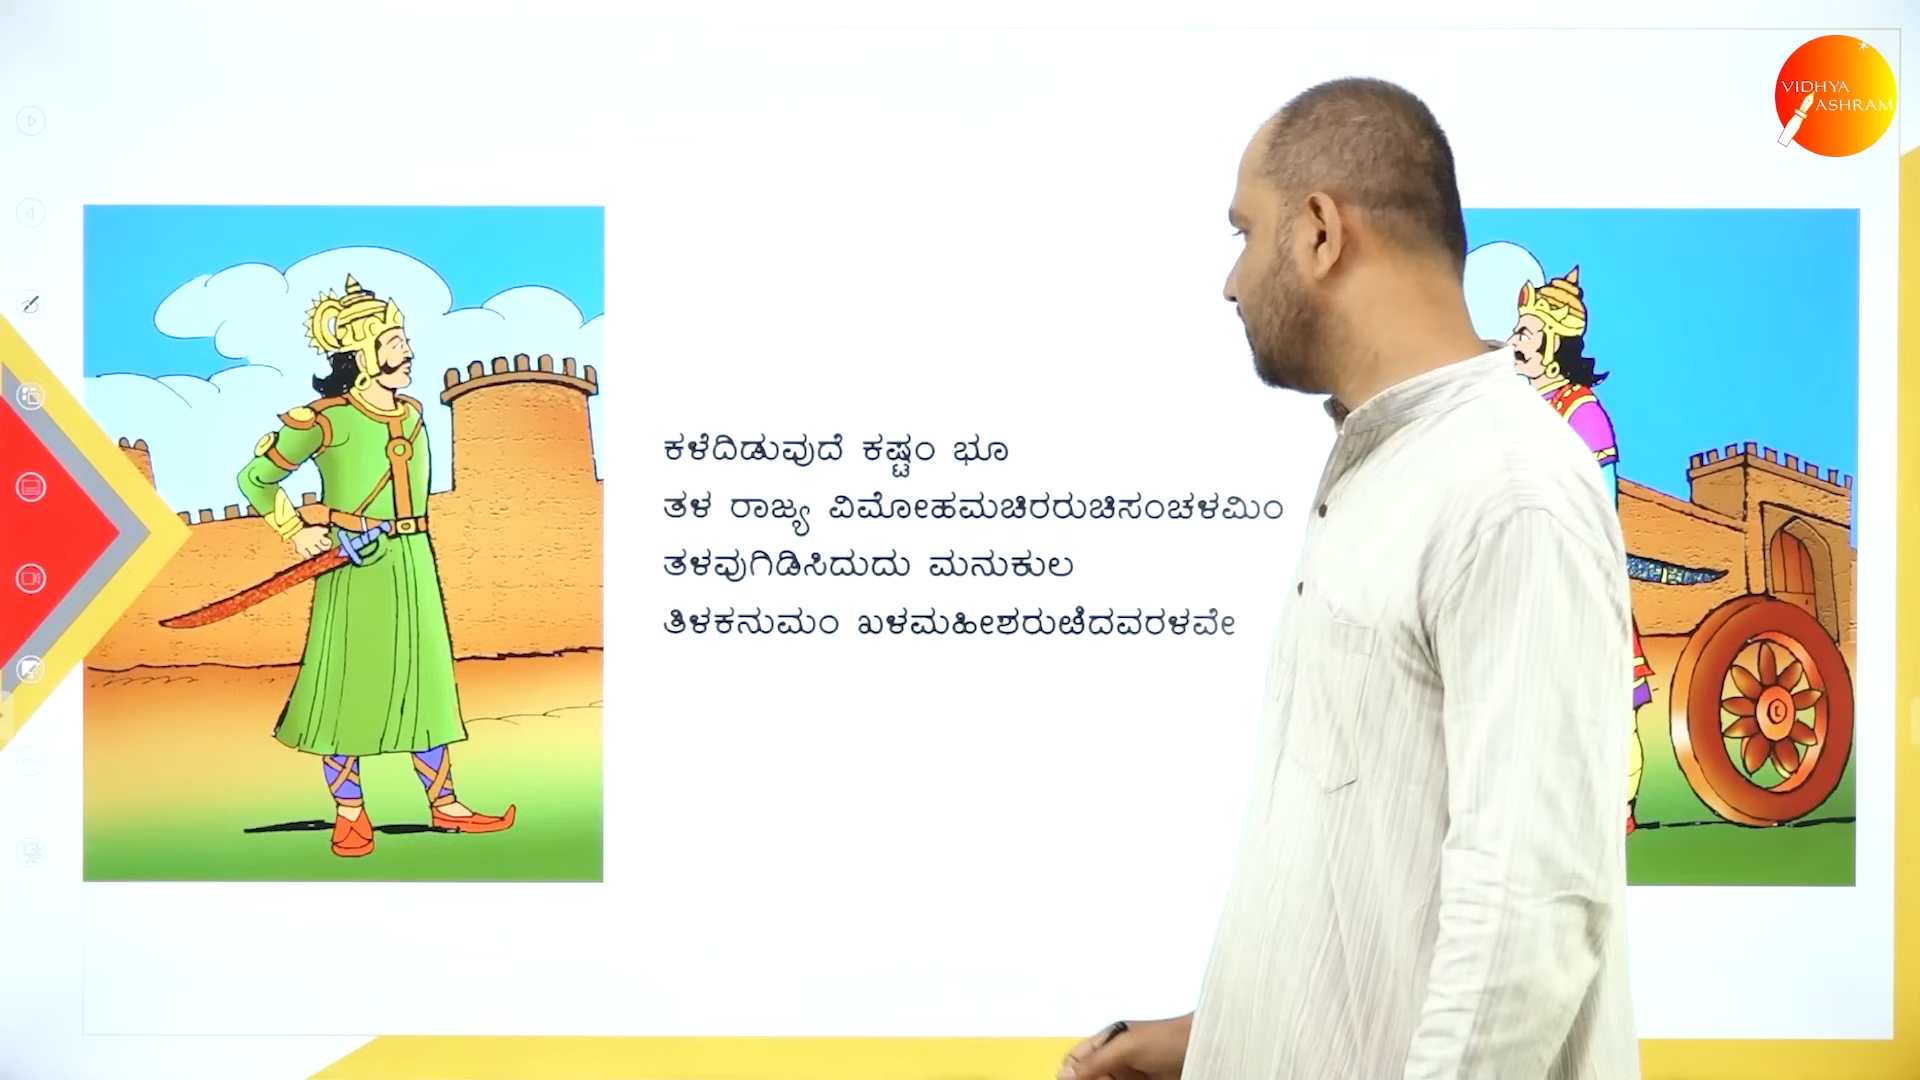 VIDHYA
ASHRAM
ಕಳೆದಿಡುವುದೆ ಕಷ್ಟಂ ಭೂ
ತಳ ರಾಜ್ಯ ವಿಮೋಹಮಚಿರರುಚಿಸಂಚಳಮಿಂ
ತಳವುಗಿಡಿಸಿದುದು ಮನುಕುಲ
ತಿಳಕನುಮಂ ಖಳಮಹೀಶರುೞಿದವರಳವೇ